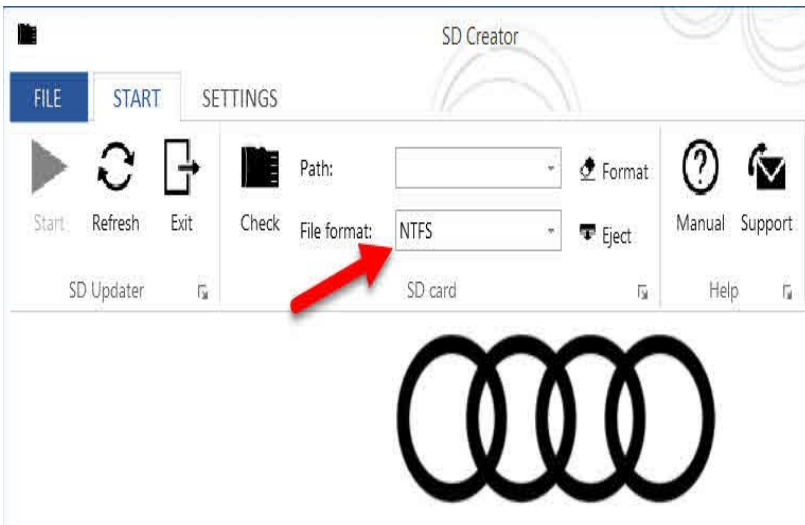 SD Creator
FILE START SETTINGS
Path:
Format
Start Refresh Exit Check File format: NTFS Eject Manual Support
SD Updater SD card Help